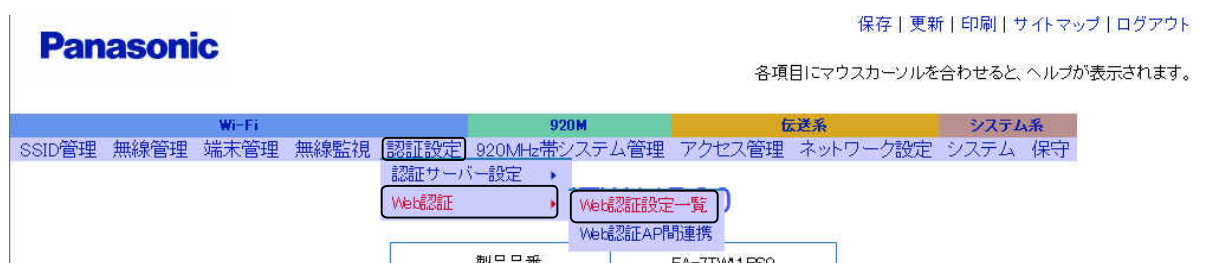 保存 | 更新 | 印刷 | サイトマップ | ログアウト
Panasonic
各項目にマウスカーソルを合わせると、ヘルプが表示されます。
Wi-Fi 920M 伝送系 システム系
SSID管理 無線管理 端末管理 無線監視 認証設定 920MHz帯システム管理 アクセス管理 ネットワーク設定 システム 保守
認証サーバー設定
Web認証 Web認証設定一覧
Web認証AP間連携
製品品番